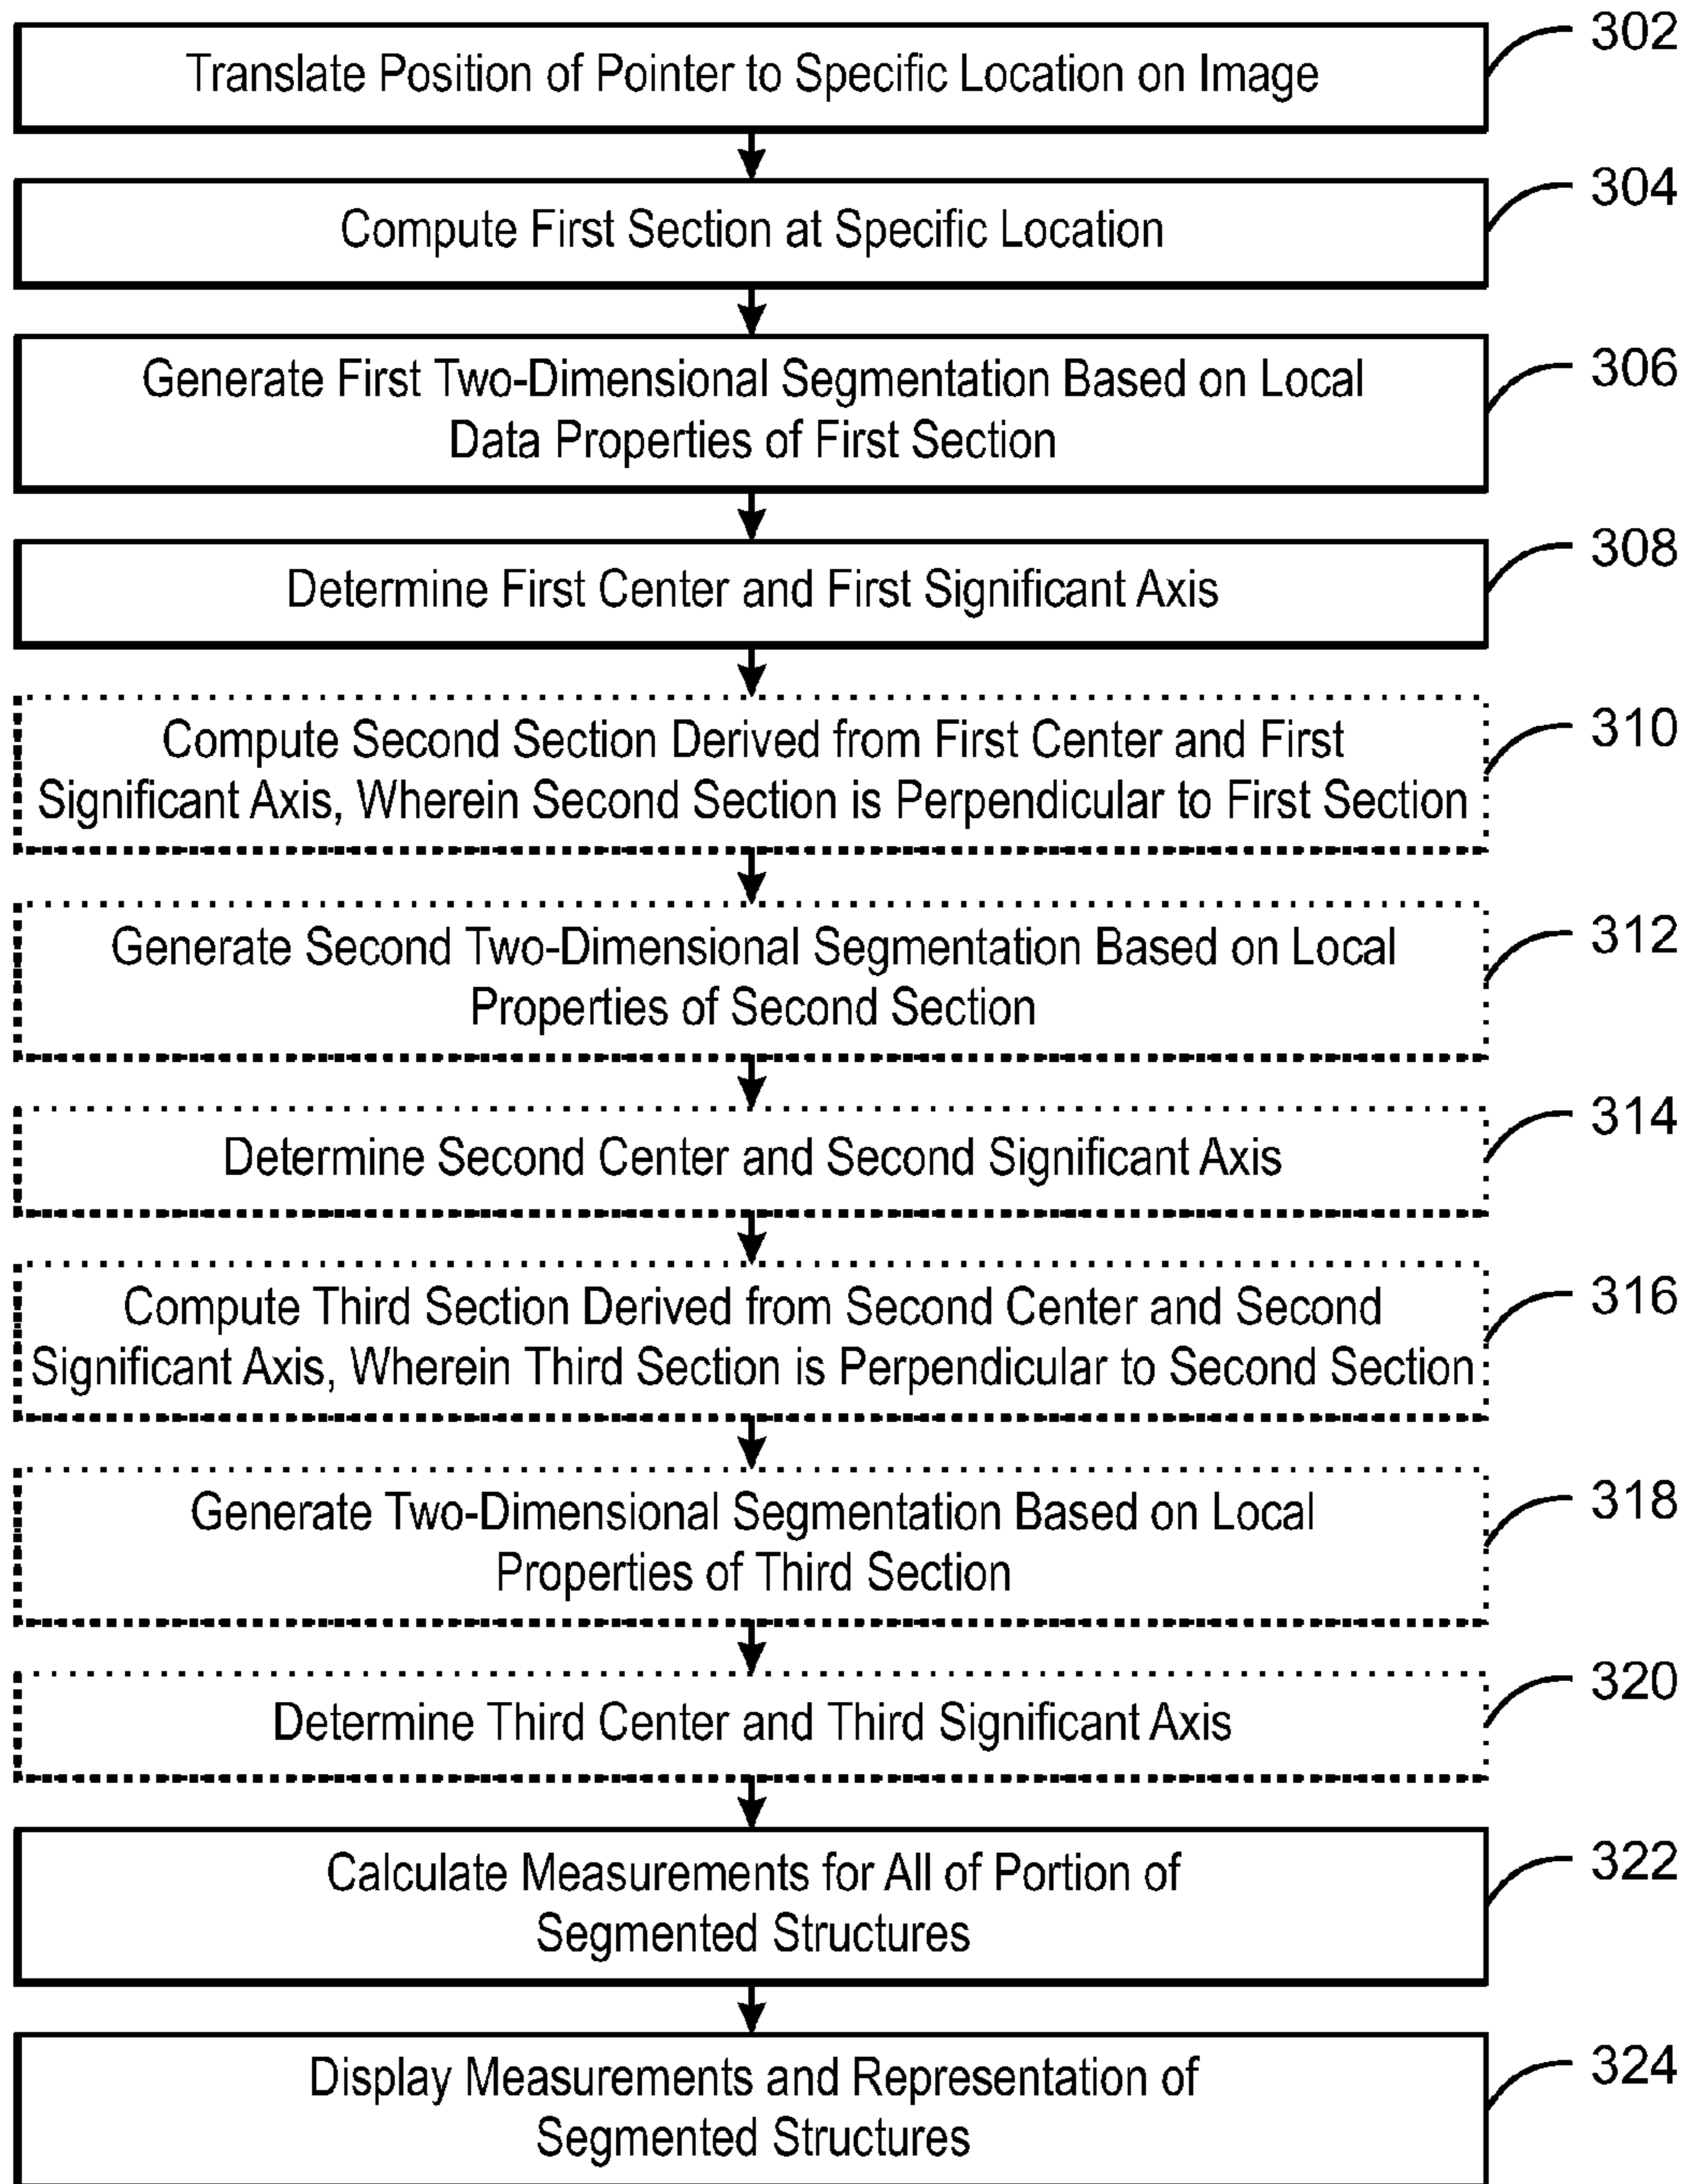 Translate Position of Pointer to Specific Location on Image
302
Compute First Section at Specific Location
304
Generate First Two-Dimensional Segmentation Based on Local
Data Properties of First Section
306
Determine First Center and First Significant Axis
308
Compute Second Section Derived from First Center and First
Significant Axis, Wherein Second Section is Perpendicular to First Section
310
Generate Second Two-Dimensional Segmentation Based on Local
Properties of Second Section
312
Determine Second Center and Second Significant Axis
314
Compute Third Section Derived from Second Center and Second
Significant Axis, Wherein Third Section is Perpendicular to Second Section
316
Generate Two-Dimensional Segmentation Based on Local
Properties of Third Section
318
Determine Third Center and Third Significant Axis
320
Calculate Measurements for All of Portion of
Segmented Structures
322
Display Measurements and Representation of
Segmented Structures
324